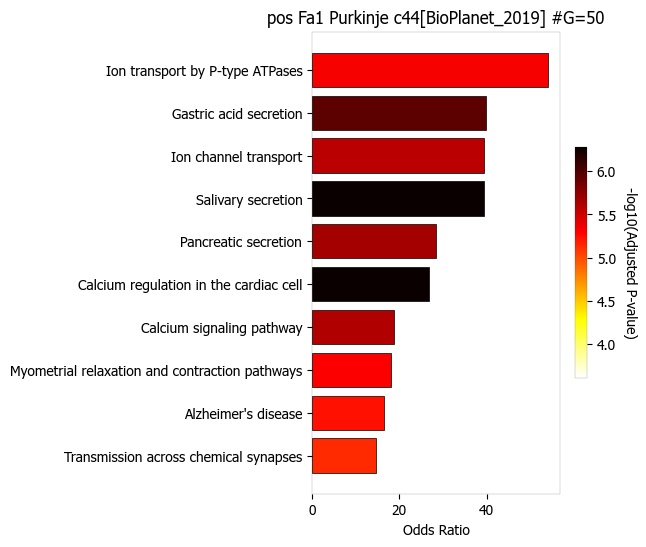 pos Fa1 Purkinje c44[BioPlanet_2019] #G=50
Ion transport by P-type ATPases
Gastric acid secretion
Ion channel transport
Salivary secretion
Pancreatic secretion
Calcium regulation in the cardiac cell
Calcium signaling pathway
Myometrial relaxation and contraction pathways
Alzheimer's disease
Transmission across chemical synapses
0 20 40
Odds Ratio
6.0
5.5
5.0
4.5
4.0
-log10(Adjusted P-value)